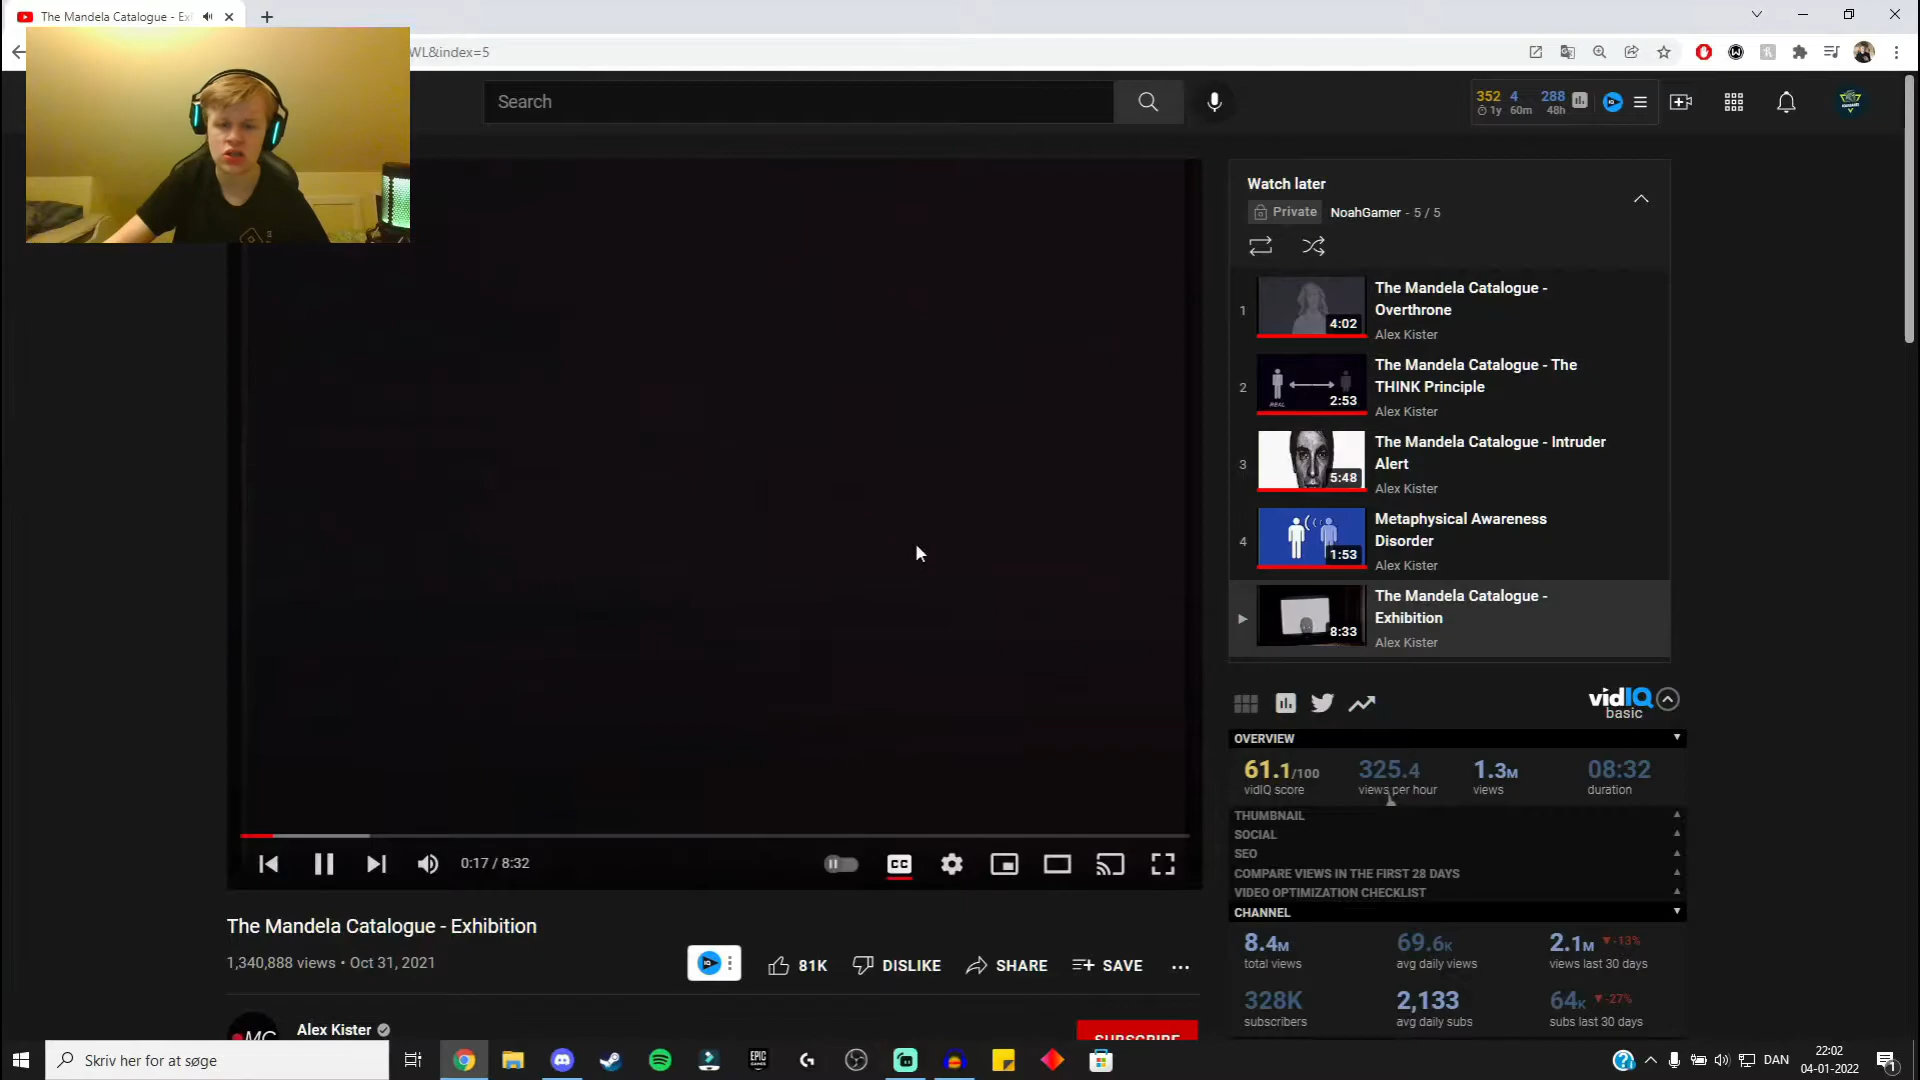 The Mandela Catalogue - Ex
WL&index=5
Search
352 4 288
1y 60m 48h
Watch later
Private NoahGamer - 5 / 5
1
The Mandela Catalogue -
Overthrone
4:02
Alex Kister
2
The Mandela Catalogue - The
THINK Principle
REAL
2:53
Alex Kister
3
The Mandela Catalogue - Intruder
Alert
5:48
Alex Kister
4
Metaphysical Awareness
Disorder
1:53
Alex Kister
The Mandela Catalogue -
Exhibition
8:33
Alex Kister
vidIQ
basic
OVERVIEW
61.1/100 325.4 1.3M 08:32
vidIQ score views per hour views duration
THUMBNAIL
SOCIAL
SEO
COMPARE VIEWS IN THE FIRST 28 DAYS
VIDEO OPTIMIZATION CHECKLIST
CHANNEL
8.4M 69.6K 2.1M ▼-13%
total views avg daily views views last 30 days
328K 2,133 64K ▼-27%
subscribers avg daily subs subs last 30 days
0:17 / 8:32
CC
The Mandela Catalogue - Exhibition
1,340,888 views • Oct 31, 2021
IQ
81K DISLIKE SHARE SAVE
MC
Alex Kister
SUBSCRIBE
Skriv her for at søge
EPIC
GAMES
DAN
22:02
04-01-2022
1